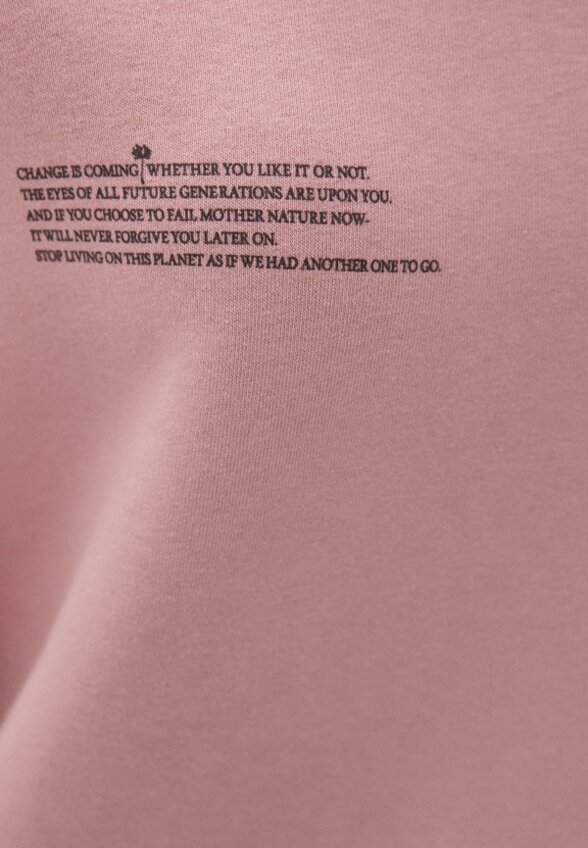 CHANGE IS COMING WHETHER YOU LIKE IT OR NOT.
THE EYES OF ALL FUTURE GENERATIONS ARE UPON YOU.
AND IF YOU CHOOSE TO FAIL MOTHER NATURE NOW-
IT WILL NEVER FORGIVE YOU LATER ON.
STOP LIVING ON THIS PLANET AS IF WE HAD ANOTHER ONE TO GO.